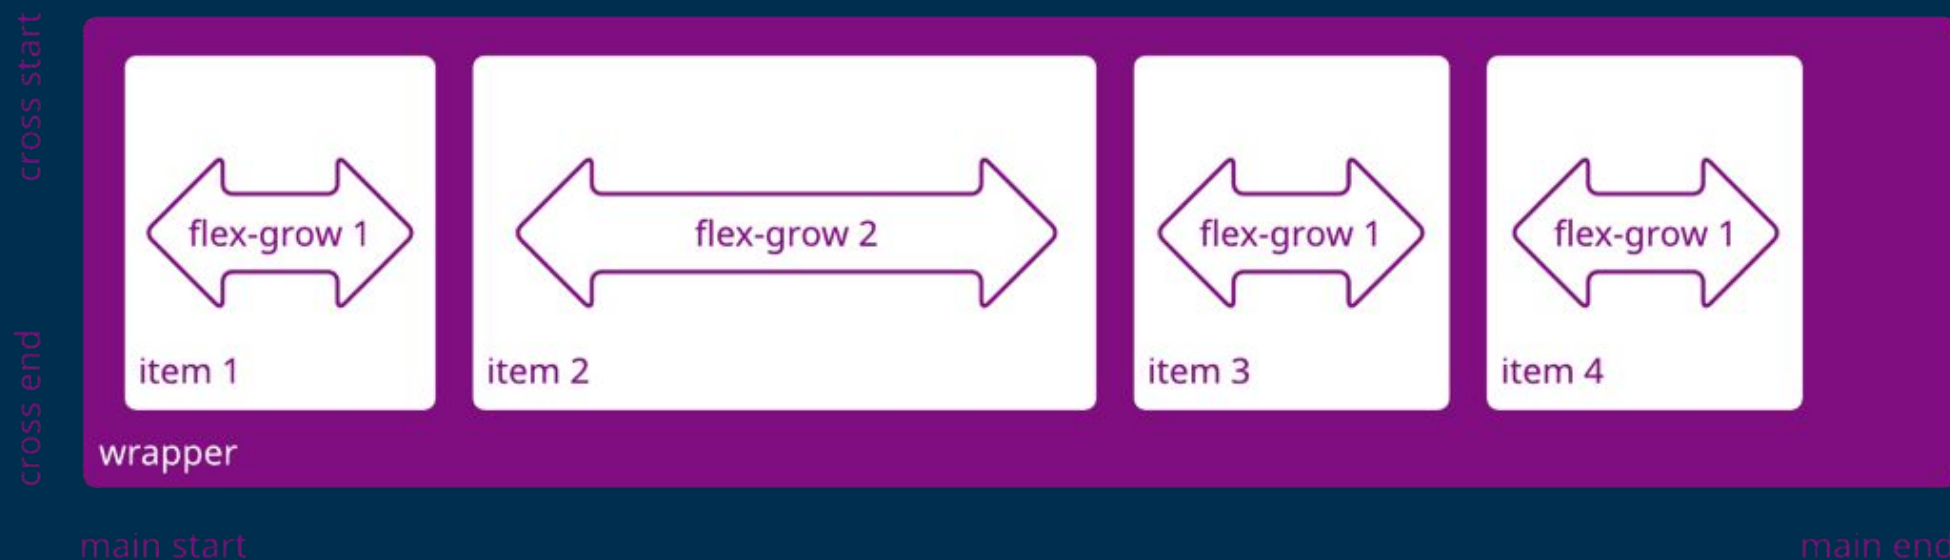 cross start
flex-grow 1
flex-grow 2
flex-grow 1
flex-grow 1
item 1
item 2
item 3
item 4
cross end
wrapper
main start
main end